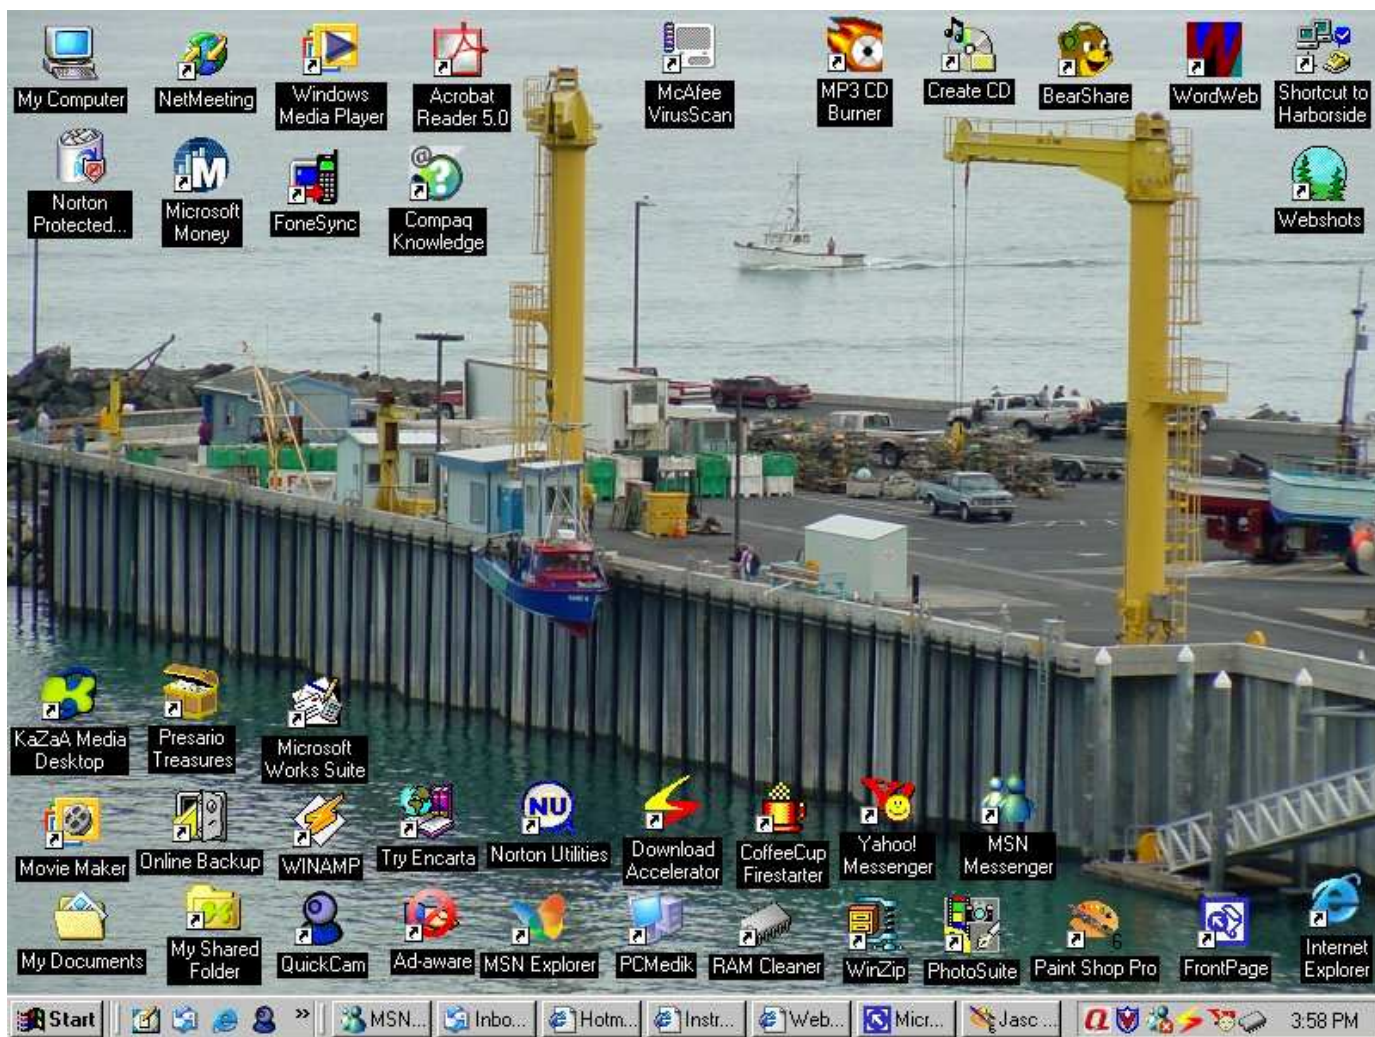 My Computer
NetMeeting
Windows
Media Player
Acrobat
Reader 5.0
McAfee
VirusScan
MP3 CD
Burner
Create CD
BearShare
WordWeb
Shortcut to
Harborside
Norton
Protected...
Microsoft
Money
FoneSync
Compaq
Knowledge
Webshots
KaZaA Media
Desktop
Presario
Treasures
Microsoft
Works Suite
Movie Maker
Online Backup
WINAMP
Try Encarta
NU
Norton Utilities
Download
Accelerator
CoffeeCup
Firestarter
Yahoo!
Messenger
MSN
Messenger
My Documents
My Shared
Folder
QuickCam
Ad-aware
MSN Explorer
PCMedik
RAM Cleaner
WinZip
PhotoSuite
6
Paint Shop Pro
FrontPage
Internet
Explorer
Start
»
MSN...
Inbo...
Hotm...
Instr...
Web...
Micr...
Jasc ...
3:58 PM